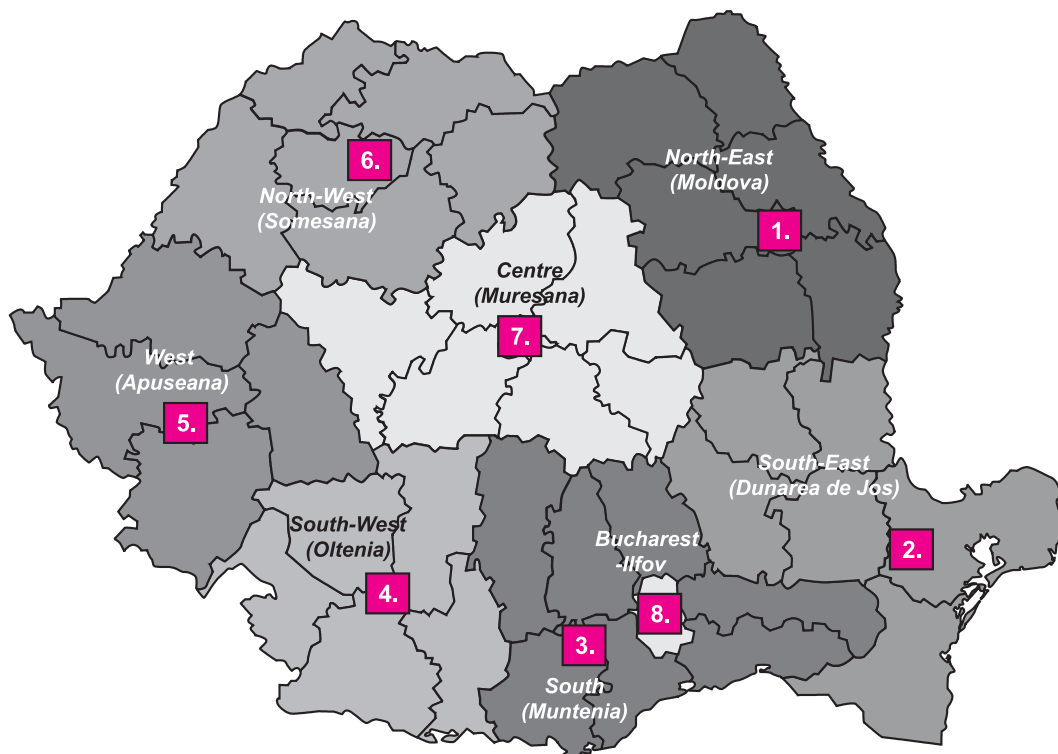 6.
North-West
(Somesana)
North-East
(Moldova)
1.
Centre
(Muresana)
7.
West
(Apuseana)
5.
South-East
(Dunarea de Jos)
2.
South-West
(Oltenia)
4.
Bucharest
-Ilfov
8.
3.
South
(Muntenia)